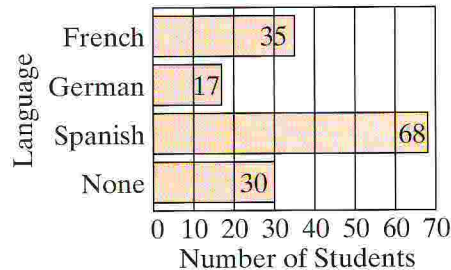 Language
French 35
German 17
Spanish 68
None 30
0 10 20 30 40 50 60 70
Number of Students